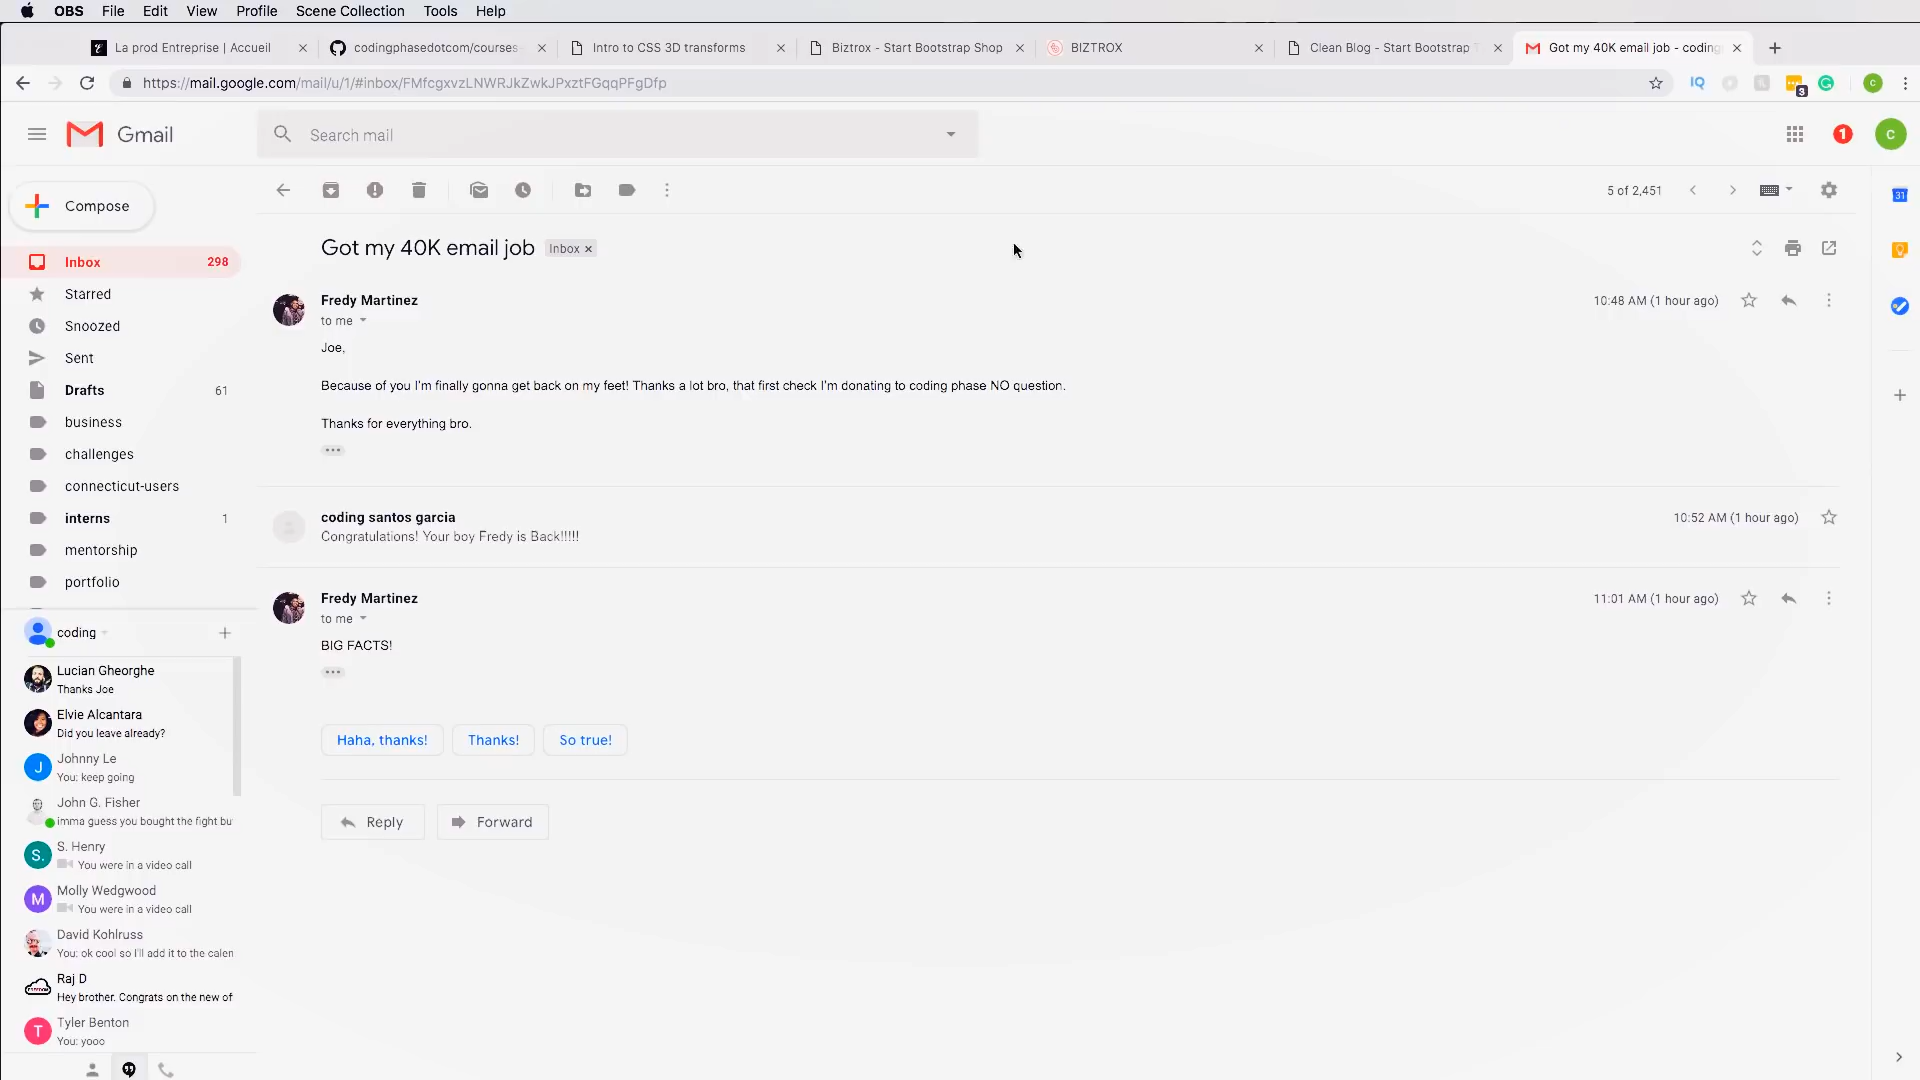 OBS File Edit View Profile Scene Collection Tools Help
La prod Entreprise | Accueil
codingphasedotcom/courses
Intro to CSS 3D transforms
Biztrox - Start Bootstrap Shop
BIZTROX
Clean Blog - Start Bootstrap
Got my 40K email job - coding
https://mail.google.com/mail/u/1/#inbox/FMfcgxvzLNWRJkZwkJPxztFGqqPFgDfp
IQ
3
C
Gmail
Search mail
1
C
Compose
5 of 2,451
31
Got my 40K email job Inbox x
Inbox 298
Starred
Snoozed
Sent
Drafts 61
business
challenges
connecticut-users
interns 1
mentorship
portfolio
Fredy Martinez
10:48 AM (1 hour ago)
to me
Joe,
Because of you I'm finally gonna get back on my feet! Thanks a lot bro, that first check I'm donating to coding phase NO question.
Thanks for everything bro.
coding santos garcia
10:52 AM (1 hour ago)
Congratulations! Your boy Fredy is Back!!!!!
Fredy Martinez
11:01 AM (1 hour ago)
to me
BIG FACTS!
Haha, thanks!
Thanks!
So true!
Reply
Forward
coding
Lucian Gheorghe
Thanks Joe
Elvie Alcantara
Did you leave already?
J
Johnny Le
You: keep going
John G. Fisher
imma guess you bought the fight bu
S.
S. Henry
You were in a video call
M
Molly Wedgwood
You were in a video call
David Kohlruss
You: ok cool so I'll add it to the calen
Raj D
Hey brother. Congrats on the new of
T
Tyler Benton
You: yooo